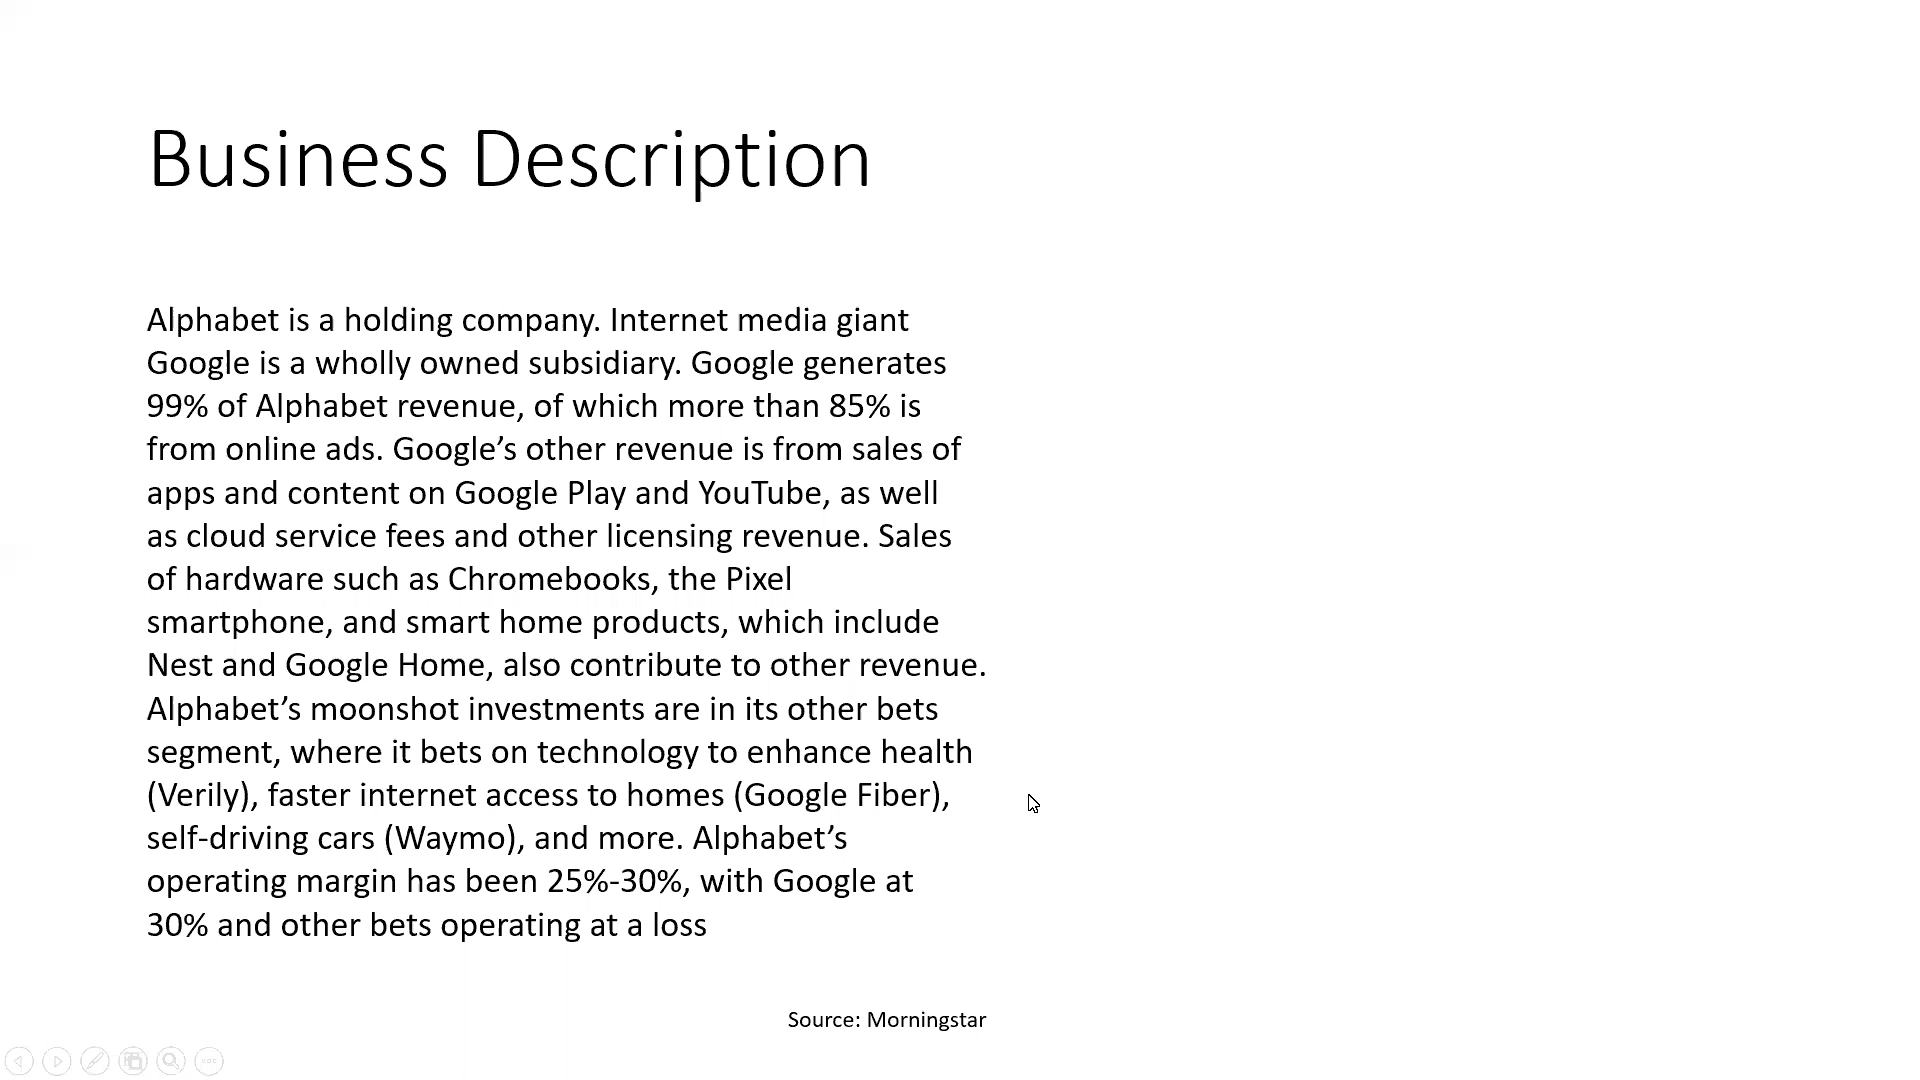 Business Description
Alphabet is a holding company. Internet media giant
Google is a wholly owned subsidiary. Google generates
99% of Alphabet revenue, of which more than 85% is
from online ads. Google’s other revenue is from sales of
apps and content on Google Play and YouTube, as well
as cloud service fees and other licensing revenue. Sales
of hardware such as Chromebooks, the Pixel
smartphone, and smart home products, which include
Nest and Google Home, also contribute to other revenue.
Alphabet’s moonshot investments are in its other bets
segment, where it bets on technology to enhance health
(Verily), faster internet access to homes (Google Fiber),
self-driving cars (Waymo), and more. Alphabet’s
operating margin has been 25%-30%, with Google at
30% and other bets operating at a loss
Source: Morningstar